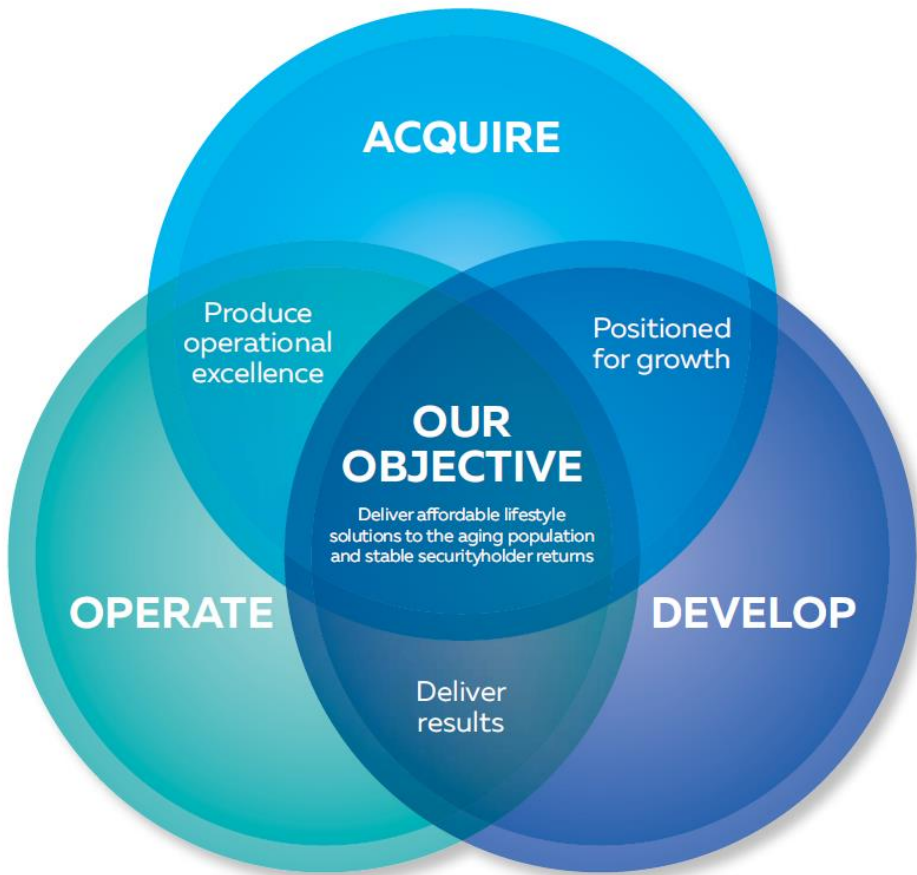 ACQUIRE
Produce
operational
excellence
Positioned
for growth
OUR
OBJECTIVE
Deliver affordable lifestyle
solutions to the aging population
and stable securityholder returns
OPERATE
DEVELOP
Deliver
results